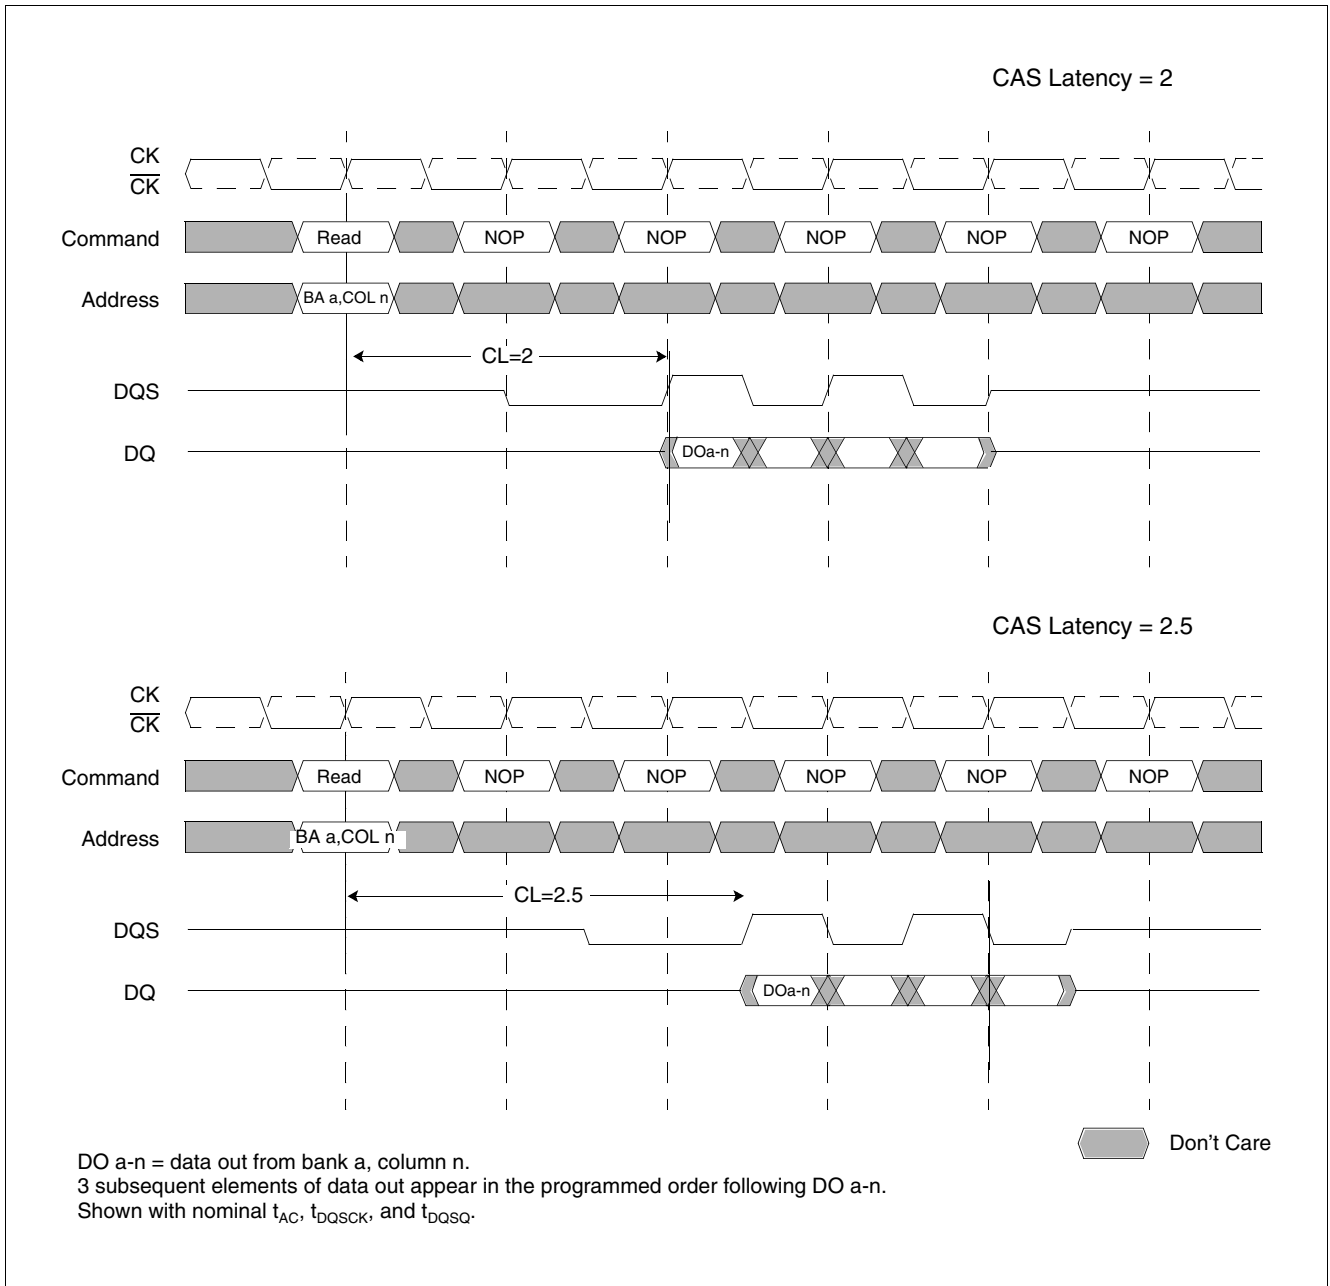 CAS Latency = 2
CK
CK
Command Read NOP NOP NOP NOP NOP
Address BA a,COL n
CL=2
DQS
DQ DOa-n
CAS Latency = 2.5
CK
CK
Command Read NOP NOP NOP NOP NOP
Address BA a,COL n
CL=2.5
DQS
DQ DOa-n
Don't Care
DO a-n = data out from bank a, column n.
3 subsequent elements of data out appear in the programmed order following DO a-n.
Shown with nominal tAC, tDQSCK, and tDQSQ.